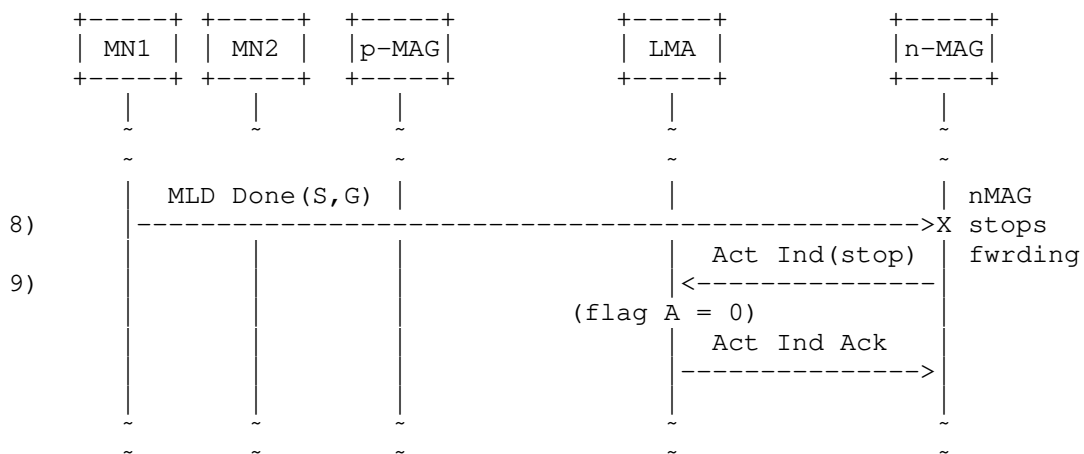 MN1 MN2 p-MAG LMA n-MAG
MLD Done(S,G) nMAG
8) X stops
Act Ind(stop) fwrding
9)
(flag A = 0)
Act Ind Ack